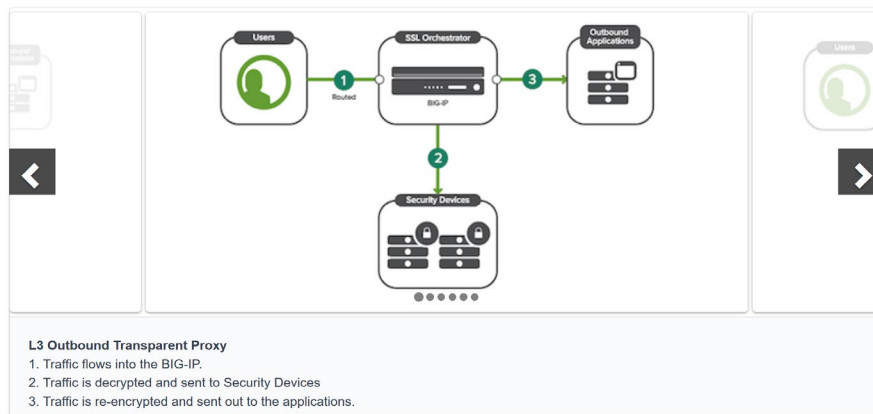 Users
SSL Orchestrator
Outbound
Applications
Users
1
3
Routed
BIG-IP
2
Security Devices
L3 Outbound Transparent Proxy
1. Traffic flows into the BIG-IP.
2. Traffic is decrypted and sent to Security Devices
3. Traffic is re-encrypted and sent out to the applications.